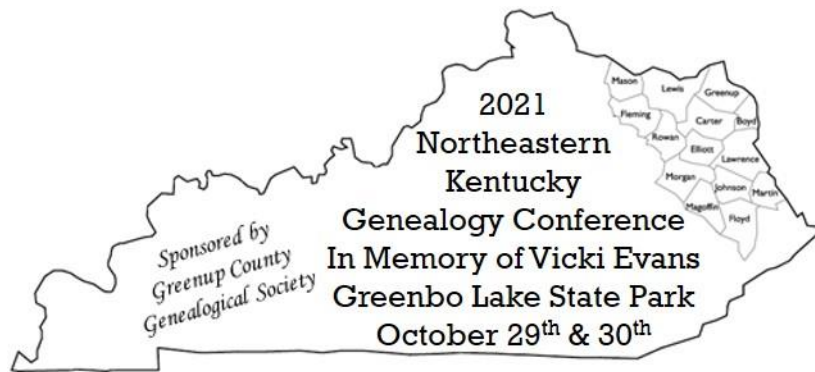 2021
Northeastern
Kentucky
Genealogy Conference
In Memory of Vicki Evans
Greenbo Lake State Park
October 29th & 30th
Sponsored by
Greenup County
Genealogical Society
Mason
Lewis
Greenup
Fleming
Carter
Boyd
Rowan
Elliott
Lawrence
Morgan
Johnson
Martin
Magoffin
Floyd